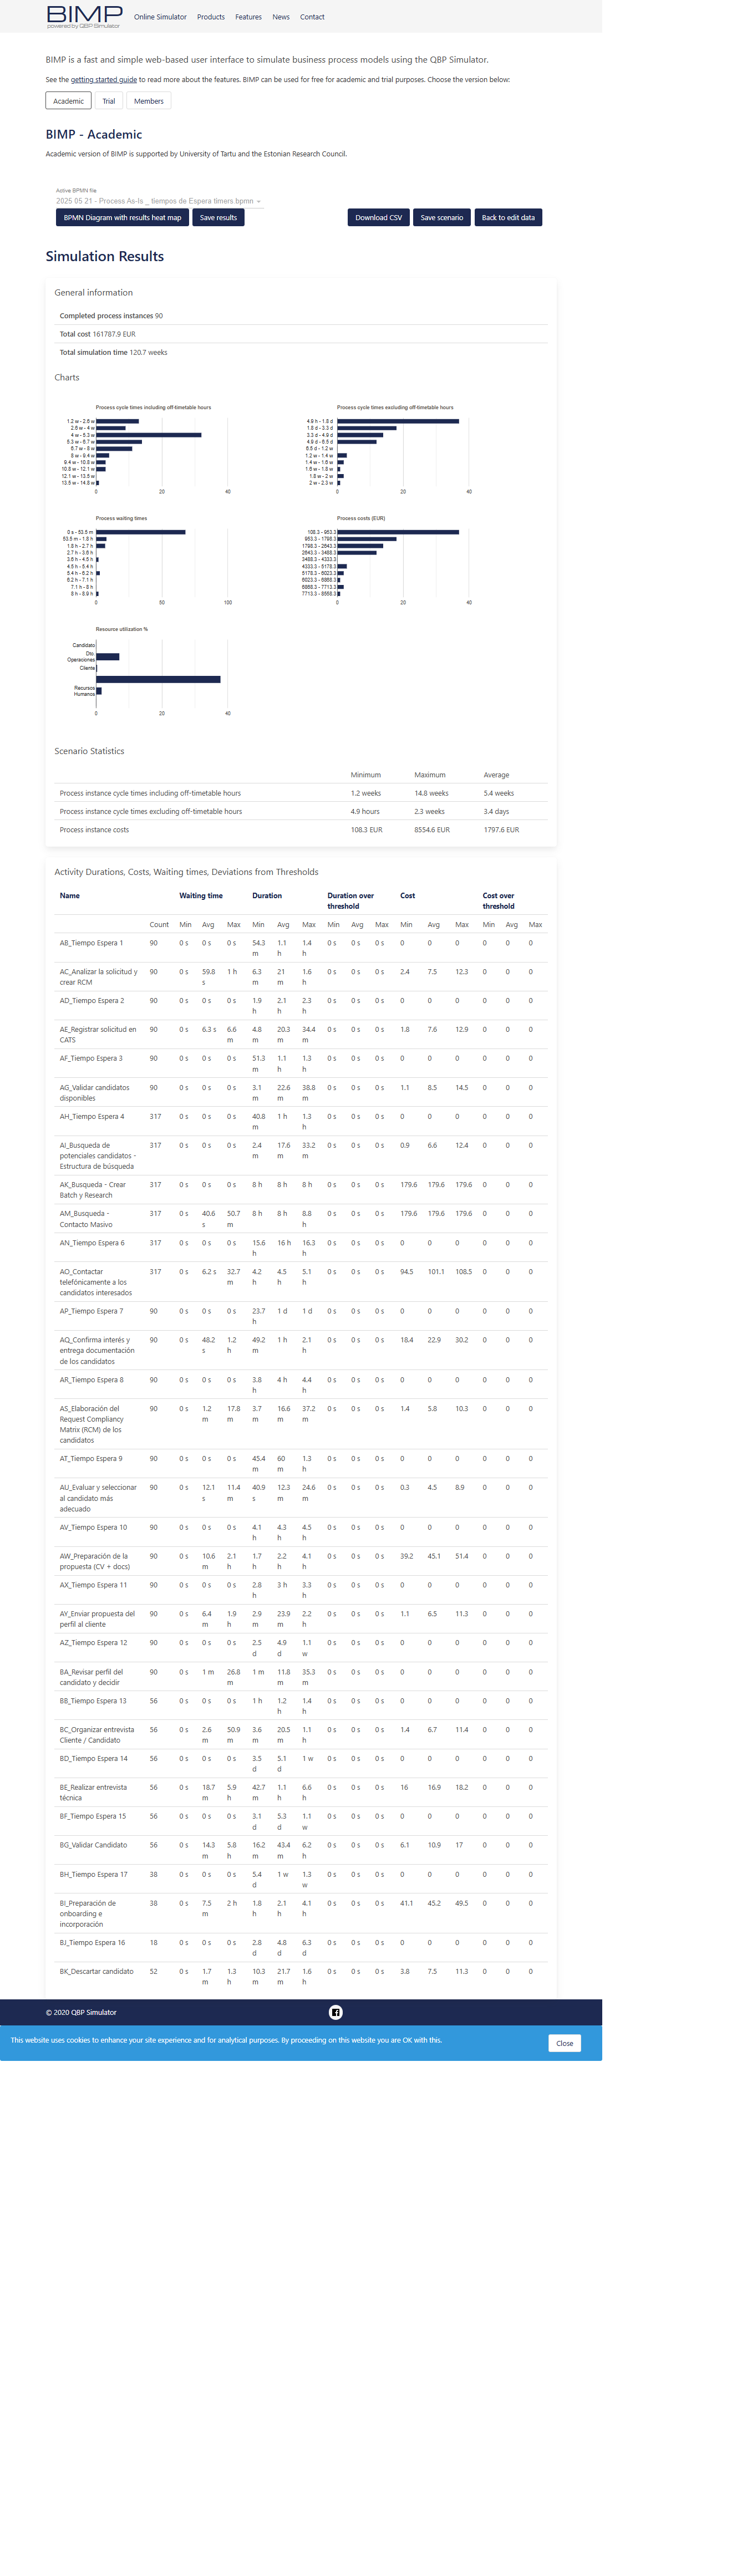 BIMP
powered by QBP Simulator
Online Simulator Products Features News Contact
BIMP is a fast and simple web-based user interface to simulate business process models using the QBP Simulator.
See the getting started guide to read more about the features. BIMP can be used for free for academic and trial purposes. Choose the version below:
Academic Trial Members
BIMP - Academic
Academic version of BIMP is supported by University of Tartu and the Estonian Research Council.
Active BPMN file
2025 05 21 - Process As-Is _ tiempos de Espera timers.bpmn
BPMN Diagram with results heat map Save results Download CSV Save scenario Back to edit data
Simulation Results
General information
Completed process instances 90
Total cost 161787.9 EUR
Total simulation time 120.7 weeks
Charts
Process cycle times including off-timetable hours
1.2 w - 2.6 w
2.6 w - 4 w
4 w - 5.3 w
5.3 w - 6.7 w
6.7 w - 8 w
8 w - 9.4 w
9.4 w - 10.8 w
10.8 w - 12.1 w
12.1 w - 13.5 w
13.5 w - 14.8 w
0 20 40
Process cycle times excluding off-timetable hours
4.9 h - 1.8 d
1.8 d - 3.3 d
3.3 d - 4.9 d
4.9 d - 6.5 d
6.5 d - 1.2 w
1.2 w - 1.4 w
1.4 w - 1.6 w
1.6 w - 1.8 w
1.8 w - 2 w
2 w - 2.3 w
0 20 40
Process waiting times
0 s - 53.5 m
53.5 m - 1.8 h
1.8 h - 2.7 h
2.7 h - 3.6 h
3.6 h - 4.5 h
4.5 h - 5.4 h
5.4 h - 6.2 h
6.2 h - 7.1 h
7.1 h - 8 h
8 h - 8.9 h
0 50 100
Process costs (EUR)
108.3 - 953.3
953.3 - 1798.3
1798.3 - 2643.3
2643.3 - 3488.3
3488.3 - 4333.3
4333.3 - 5178.3
5178.3 - 6023.3
6023.3 - 6868.3
6868.3 - 7713.3
7713.3 - 8558.3
0 20 40
Resource utilization %
Candidato
Dto.
Operaciones
Cliente
Recursos
Humanos
0 20 40
Scenario Statistics
Minimum Maximum Average
Process instance cycle times including off-timetable hours 1.2 weeks 14.8 weeks 5.4 weeks
Process instance cycle times excluding off-timetable hours 4.9 hours 2.3 weeks 3.4 days
Process instance costs 108.3 EUR 8554.6 EUR 1797.6 EUR
Activity Durations, Costs, Waiting times, Deviations from Thresholds
Name Waiting time Duration Duration over Cost Cost over
threshold threshold
Count Min Avg Max Min Avg Max Min Avg Max Min Avg Max Min Avg Max
AB_Tiempo Espera 1 90 0 s 0 s 0 s 54.3 1.1 1.4 0 s 0 s 0 s 0 0 0 0 0 0
m h h
AC_Analizar la solicitud y 90 0 s 59.8 1 h 6.3 21 1.6 0 s 0 s 0 s 2.4 7.5 12.3 0 0 0
crear RCM s m m h
AD_Tiempo Espera 2 90 0 s 0 s 0 s 1.9 2.1 2.3 0 s 0 s 0 s 0 0 0 0 0 0
h h h
AE_Registrar solicitud en 90 0 s 6.3 s 6.6 4.8 20.3 34.4 0 s 0 s 0 s 1.8 7.6 12.9 0 0 0
CATS m m m m
AF_Tiempo Espera 3 90 0 s 0 s 0 s 51.3 1.1 1.3 0 s 0 s 0 s 0 0 0 0 0 0
m h h
AG_Validar candidatos 90 0 s 0 s 0 s 3.1 22.6 38.8 0 s 0 s 0 s 1.1 8.5 14.5 0 0 0
disponibles m m m
AH_Tiempo Espera 4 317 0 s 0 s 0 s 40.8 1 h 1.3 0 s 0 s 0 s 0 0 0 0 0 0
m h
AI_Busqueda de 317 0 s 0 s 0 s 2.4 17.6 33.2 0 s 0 s 0 s 0.9 6.6 12.4 0 0 0
potenciales candidatos - m m m
Estructura de búsqueda
AK_Busqueda - Crear 317 0 s 0 s 0 s 8 h 8 h 8 h 0 s 0 s 0 s 179.6 179.6 179.6 0 0 0
Batch y Research
AM_Busqueda - 317 0 s 40.6 50.7 8 h 8 h 8.8 0 s 0 s 0 s 179.6 179.6 179.6 0 0 0
Contacto Masivo s m h
AN_Tiempo Espera 6 317 0 s 0 s 0 s 15.6 16 h 16.3 0 s 0 s 0 s 0 0 0 0 0 0
h h
AO_Contactar 317 0 s 6.2 s 32.7 4.2 4.5 5.1 0 s 0 s 0 s 94.5 101.1 108.5 0 0 0
telefónicamente a los m h h h
candidatos interesados
AP_Tiempo Espera 7 90 0 s 0 s 0 s 23.7 1 d 1 d 0 s 0 s 0 s 0 0 0 0 0 0
h
AQ_Confirma interés y 90 0 s 48.2 1.2 49.2 1 h 2.1 0 s 0 s 0 s 18.4 22.9 30.2 0 0 0
entrega documentación s h m h
de los candidatos
AR_Tiempo Espera 8 90 0 s 0 s 0 s 3.8 4 h 4.4 0 s 0 s 0 s 0 0 0 0 0 0
h h
AS_Elaboración del 90 0 s 1.2 17.8 3.7 16.6 37.2 0 s 0 s 0 s 1.4 5.8 10.3 0 0 0
Request Compliancy m m m m m
Matrix (RCM) de los
candidatos
AT_Tiempo Espera 9 90 0 s 0 s 0 s 45.4 60 1.3 0 s 0 s 0 s 0 0 0 0 0 0
m m h
AU_Evaluar y seleccionar 90 0 s 12.1 11.4 40.9 12.3 24.6 0 s 0 s 0 s 0.3 4.5 8.9 0 0 0
al candidato más s m s m m
adecuado
AV_Tiempo Espera 10 90 0 s 0 s 0 s 4.1 4.3 4.5 0 s 0 s 0 s 0 0 0 0 0 0
h h h
AW_Preparación de la 90 0 s 10.6 2.1 1.7 2.2 4.1 0 s 0 s 0 s 39.2 45.1 51.4 0 0 0
propuesta (CV + docs) m h h h h
AX_Tiempo Espera 11 90 0 s 0 s 0 s 2.8 3 h 3.3 0 s 0 s 0 s 0 0 0 0 0 0
h h
AY_Enviar propuesta del 90 0 s 6.4 1.9 2.9 23.9 2.2 0 s 0 s 0 s 1.1 6.5 11.3 0 0 0
perfil al cliente m h m m h
AZ_Tiempo Espera 12 90 0 s 0 s 0 s 2.5 4.9 1.1 0 s 0 s 0 s 0 0 0 0 0 0
d d w
BA_Revisar perfil del 90 0 s 1 m 26.8 1 m 11.8 35.3 0 s 0 s 0 s 0 0 0 0 0 0
candidato y decidir m m m
BB_Tiempo Espera 13 56 0 s 0 s 0 s 1 h 1.2 1.4 0 s 0 s 0 s 0 0 0 0 0 0
h h
BC_Organizar entrevista 56 0 s 2.6 50.9 3.6 20.5 1.1 0 s 0 s 0 s 1.4 6.7 11.4 0 0 0
Cliente / Candidato m m m m h
BD_Tiempo Espera 14 56 0 s 0 s 0 s 3.5 5.1 1 w 0 s 0 s 0 s 0 0 0 0 0 0
d d
BE_Realizar entrevista 56 0 s 18.7 5.9 42.7 1.1 6.6 0 s 0 s 0 s 16 16.9 18.2 0 0 0
técnica m h m h h
BF_Tiempo Espera 15 56 0 s 0 s 0 s 3.1 5.3 1.1 0 s 0 s 0 s 0 0 0 0 0 0
d d w
BG_Validar Candidato 56 0 s 14.3 5.8 16.2 43.4 6.2 0 s 0 s 0 s 6.1 10.9 17 0 0 0
m h m m h
BH_Tiempo Espera 17 38 0 s 0 s 0 s 5.4 1 w 1.3 0 s 0 s 0 s 0 0 0 0 0 0
d w
BI_Preparación de 38 0 s 7.5 2 h 1.8 2.1 4.1 0 s 0 s 0 s 41.1 45.2 49.5 0 0 0
onboarding e m h h h
incorporación
BJ_Tiempo Espera 16 18 0 s 0 s 0 s 2.8 4.8 6.3 0 s 0 s 0 s 0 0 0 0 0 0
d d d
BK_Descartar candidato 52 0 s 1.7 1.3 10.3 21.7 1.6 0 s 0 s 0 s 3.8 7.5 11.3 0 0 0
m h m m h
© 2020 QBP Simulator
This website uses cookies to enhance your site experience and for analytical purposes. By proceeding on this website you are OK with this. Close